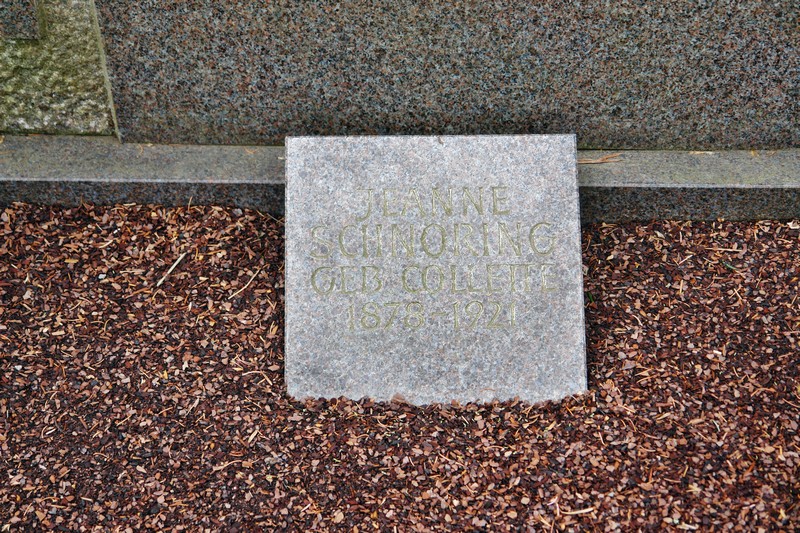 JEANNE
SCHNORING
GEB·COLLETTE
1878-1921